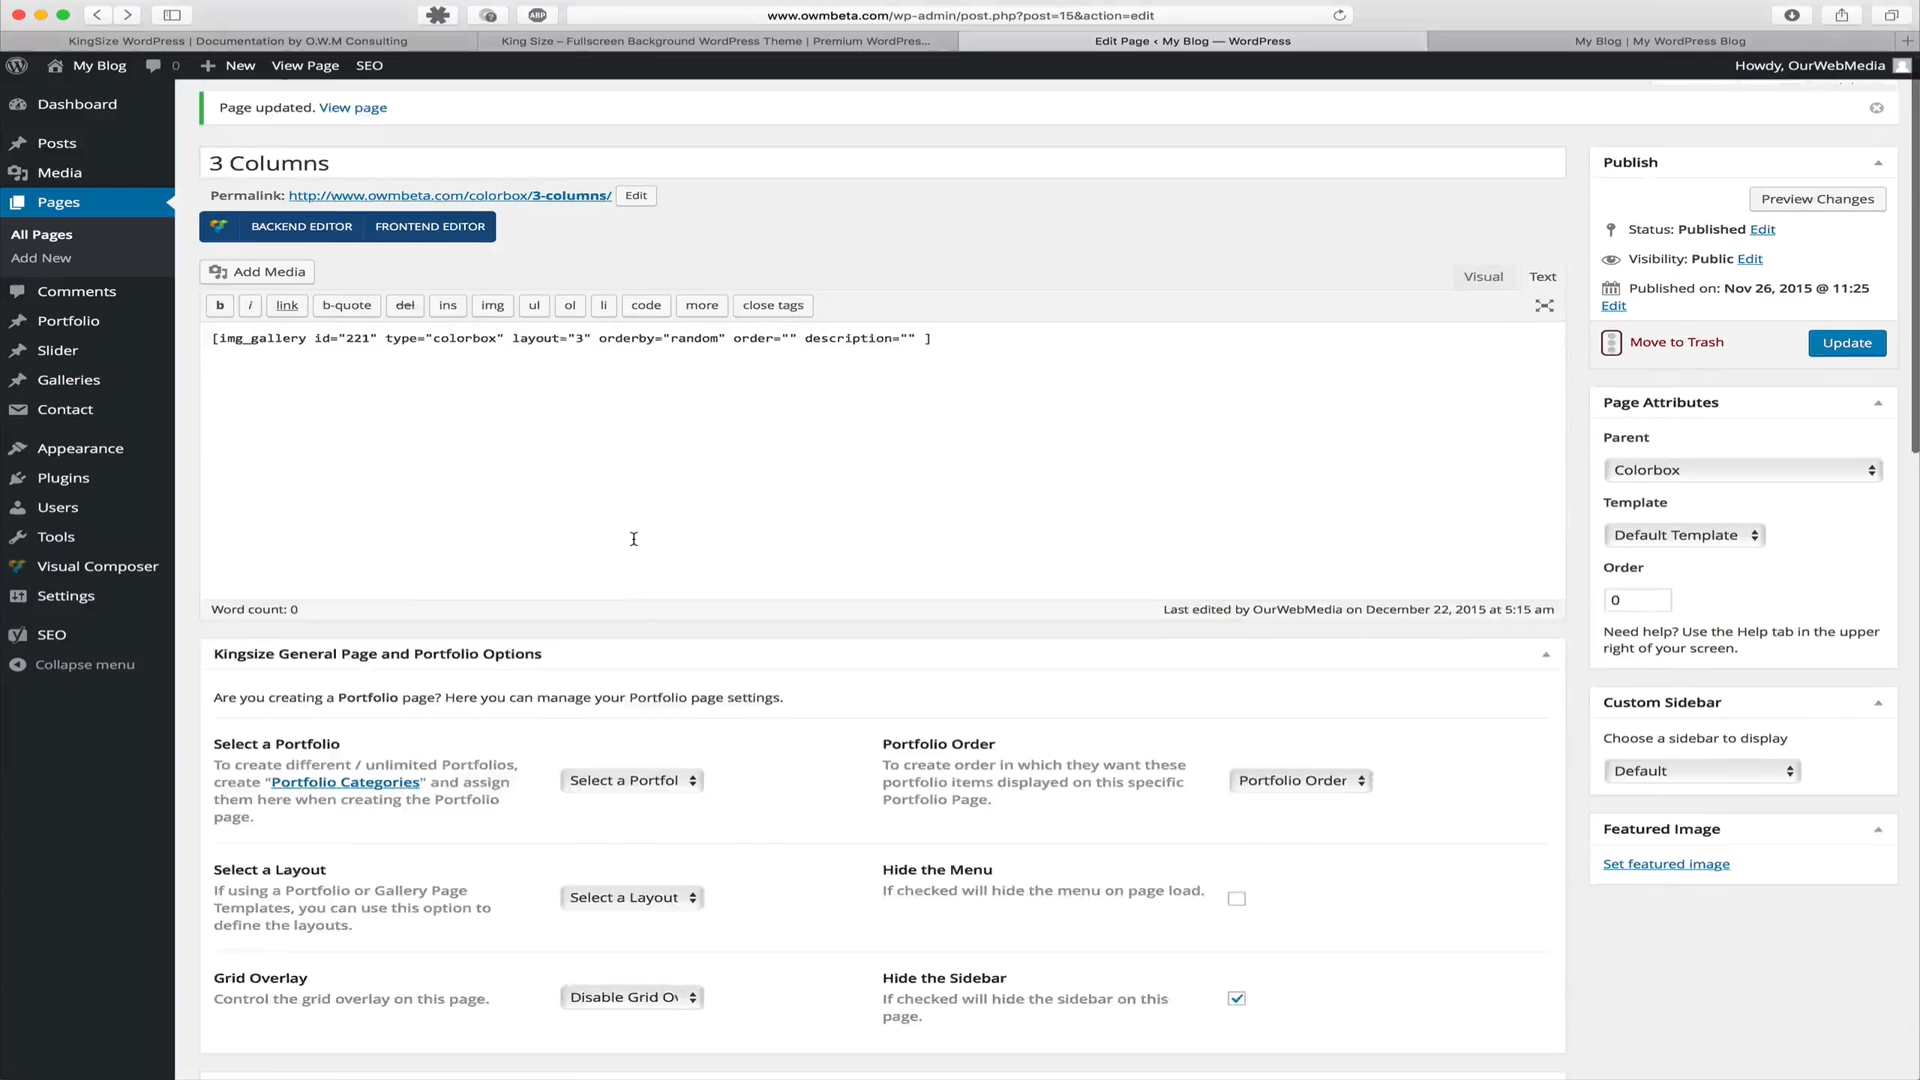 ABP
www.owmbeta.com/wp-admin/post.php?post=15&action=edit
KingSize WordPress | Documentation by O.W.M Consulting
King Size – Fullscreen Background WordPress Theme | Premium WordPres...
Edit Page ‹ My Blog — WordPress
My Blog | My WordPress Blog
My Blog
0
New
View Page
SEO
Howdy, OurWebMedia
Dashboard
Posts
Media
Pages
All Pages
Add New
Comments
Portfolio
Slider
Galleries
Contact
Appearance
Plugins
Users
Tools
Visual Composer
Settings
SEO
Collapse menu
Page updated. View page
3 Columns
Permalink: http://www.owmbeta.com/colorbox/3-columns/ Edit
BACKEND EDITOR FRONTEND EDITOR
Add Media
Visual Text
b i link b-quote del ins img ul ol li code more close tags
[img_gallery id="221" type="colorbox" layout="3" orderby="random" order="" description="" ]
Word count: 0
Last edited by OurWebMedia on December 22, 2015 at 5:15 am
Kingsize General Page and Portfolio Options
Are you creating a Portfolio page? Here you can manage your Portfolio page settings.
Select a Portfolio
To create different / unlimited Portfolios,
create "Portfolio Categories" and assign
them here when creating the Portfolio
page.
Select a Portfol
Portfolio Order
To create order in which they want these
portfolio items displayed on this specific
Portfolio Page.
Portfolio Order
Select a Layout
If using a Portfolio or Gallery Page
Templates, you can use this option to
define the layouts.
Select a Layout
Hide the Menu
If checked will hide the menu on page load.
Grid Overlay
Control the grid overlay on this page.
Disable Grid Ov
Hide the Sidebar
If checked will hide the sidebar on this
page.
Publish
Preview Changes
Status: Published Edit
Visibility: Public Edit
Published on: Nov 26, 2015 @ 11:25
Edit
Move to Trash
Update
Page Attributes
Parent
Colorbox
Template
Default Template
Order
0
Need help? Use the Help tab in the upper
right of your screen.
Custom Sidebar
Choose a sidebar to display
Default
Featured Image
Set featured image